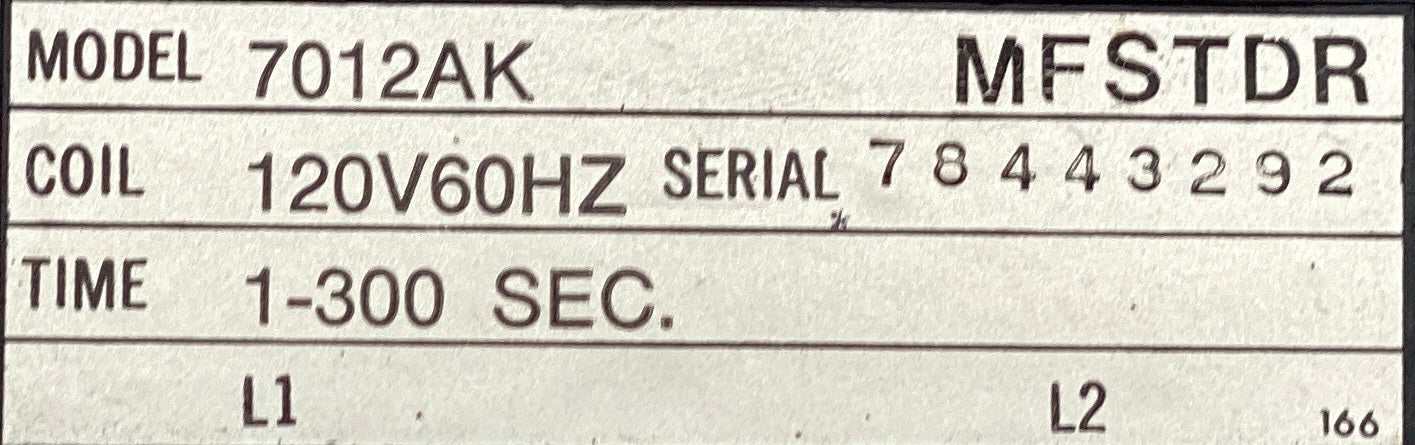 MODEL 7012AK MFSTDR
COIL 120V60HZ SERIAL 78443292
TIME 1-300 SEC.
L1 L2 166